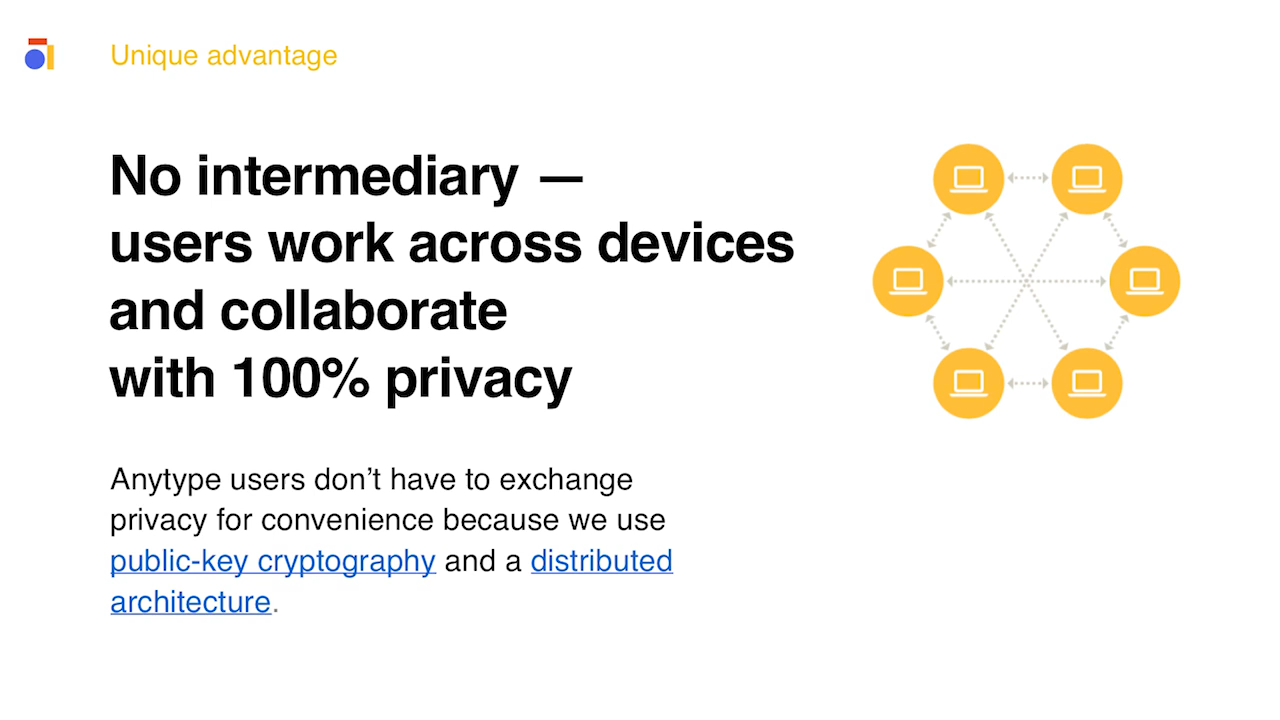 Unique advantage
No intermediary —
users work across devices
and collaborate
with 100% privacy
Anytype users don’t have to exchange
privacy for convenience because we use
public-key cryptography and a distributed
architecture.